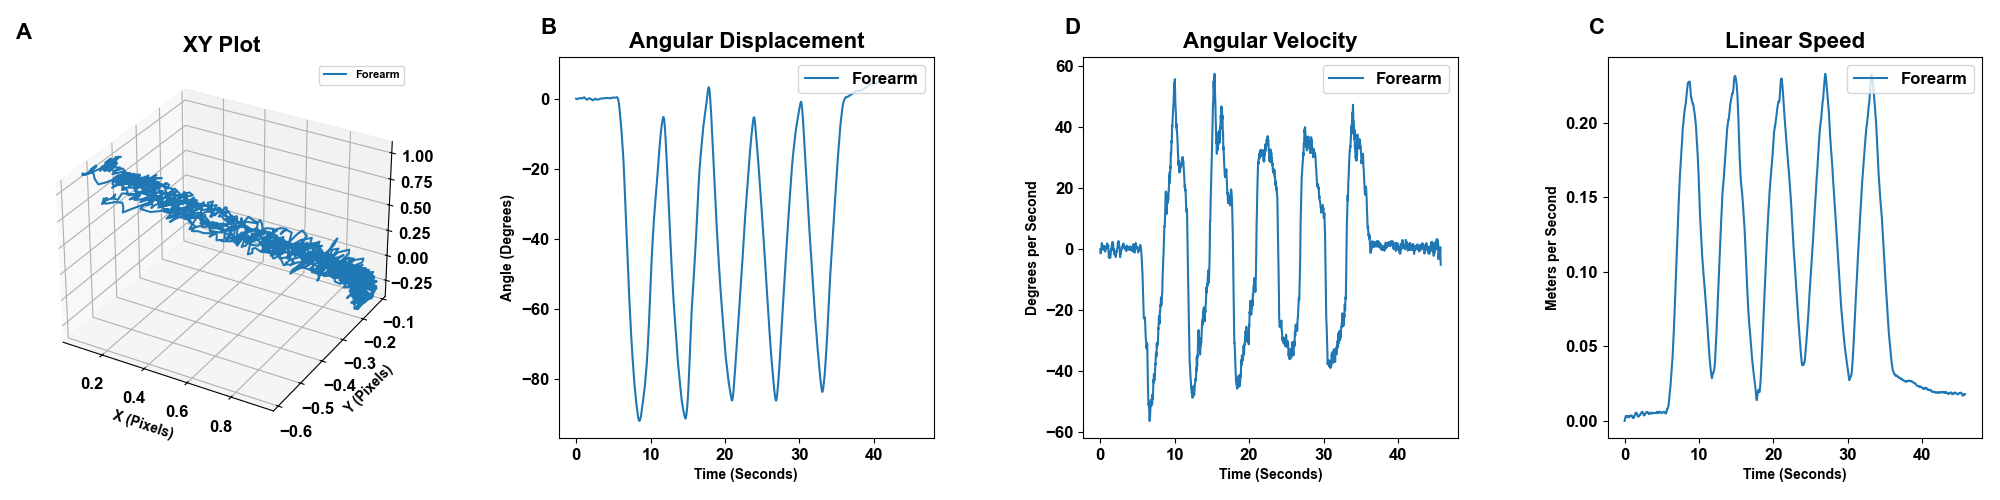 A
XY Plot
Forearm
1.00
0.75
0.50
0.25
0.00
−0.25
−0.1
−0.2
−0.3
−0.4
−0.5
−0.6
Y (Pixels)
0.2
0.4
0.6
0.8
X (Pixels)
B
Angular Displacement
Forearm
0
−20
−40
−60
−80
Angle (Degrees)
0 10 20 30 40
Time (Seconds)
D
Angular Velocity
Forearm
60
40
20
0
−20
−40
−60
Degrees per Second
0 10 20 30 40
Time (Seconds)
C
Linear Speed
Forearm
0.20
0.15
0.10
0.05
0.00
Meters per Second
0 10 20 30 40
Time (Seconds)